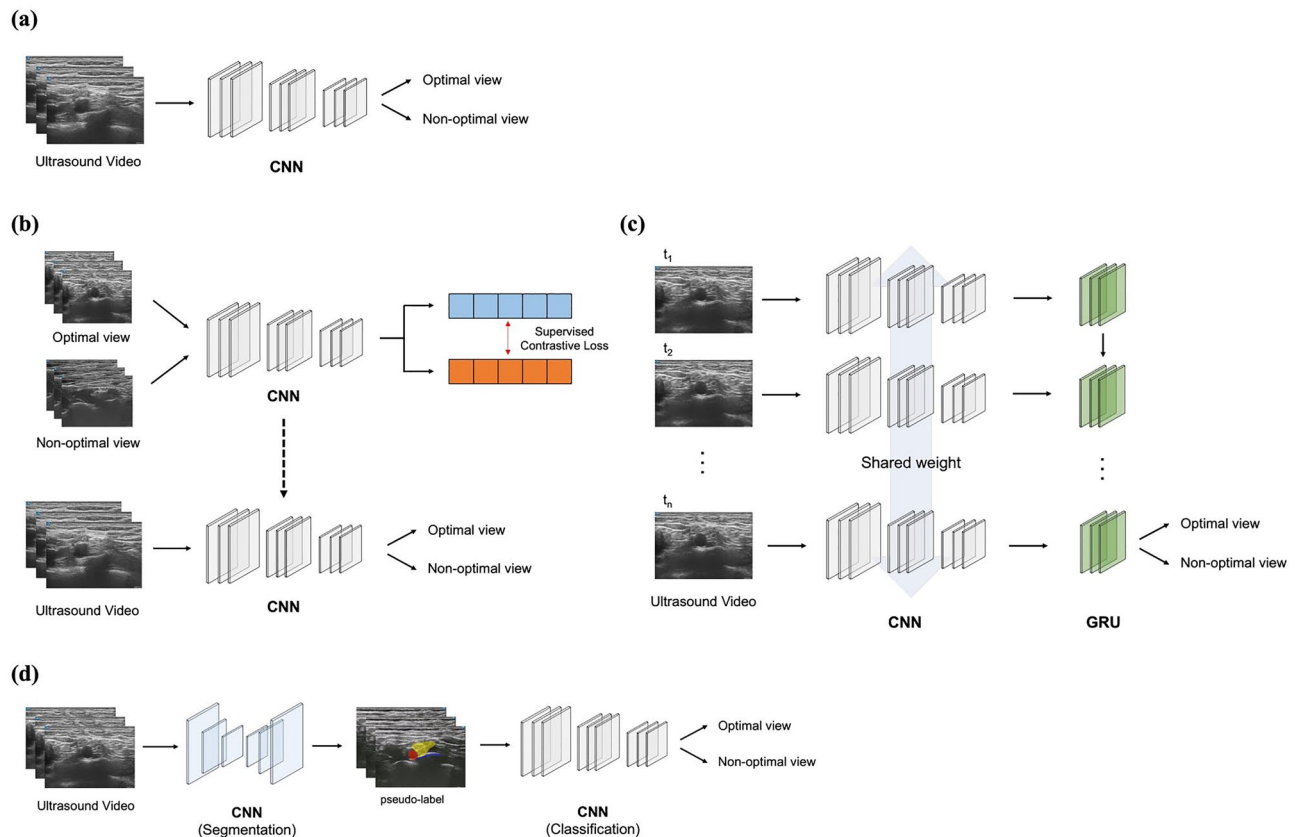 (a)
Ultrasound Video
CNN
Optimal view
Non-optimal view
(b)
Optimal view
Non-optimal view
CNN
Supervised
Contrastive Loss
Ultrasound Video
CNN
Optimal view
Non-optimal view
(c)
t1
t2
⋮
Shared weight
⋮
tn
Ultrasound Video
CNN
GRU
Optimal view
Non-optimal view
(d)
Ultrasound Video
CNN
(Segmentation)
pseudo-label
CNN
(Classification)
Optimal view
Non-optimal view